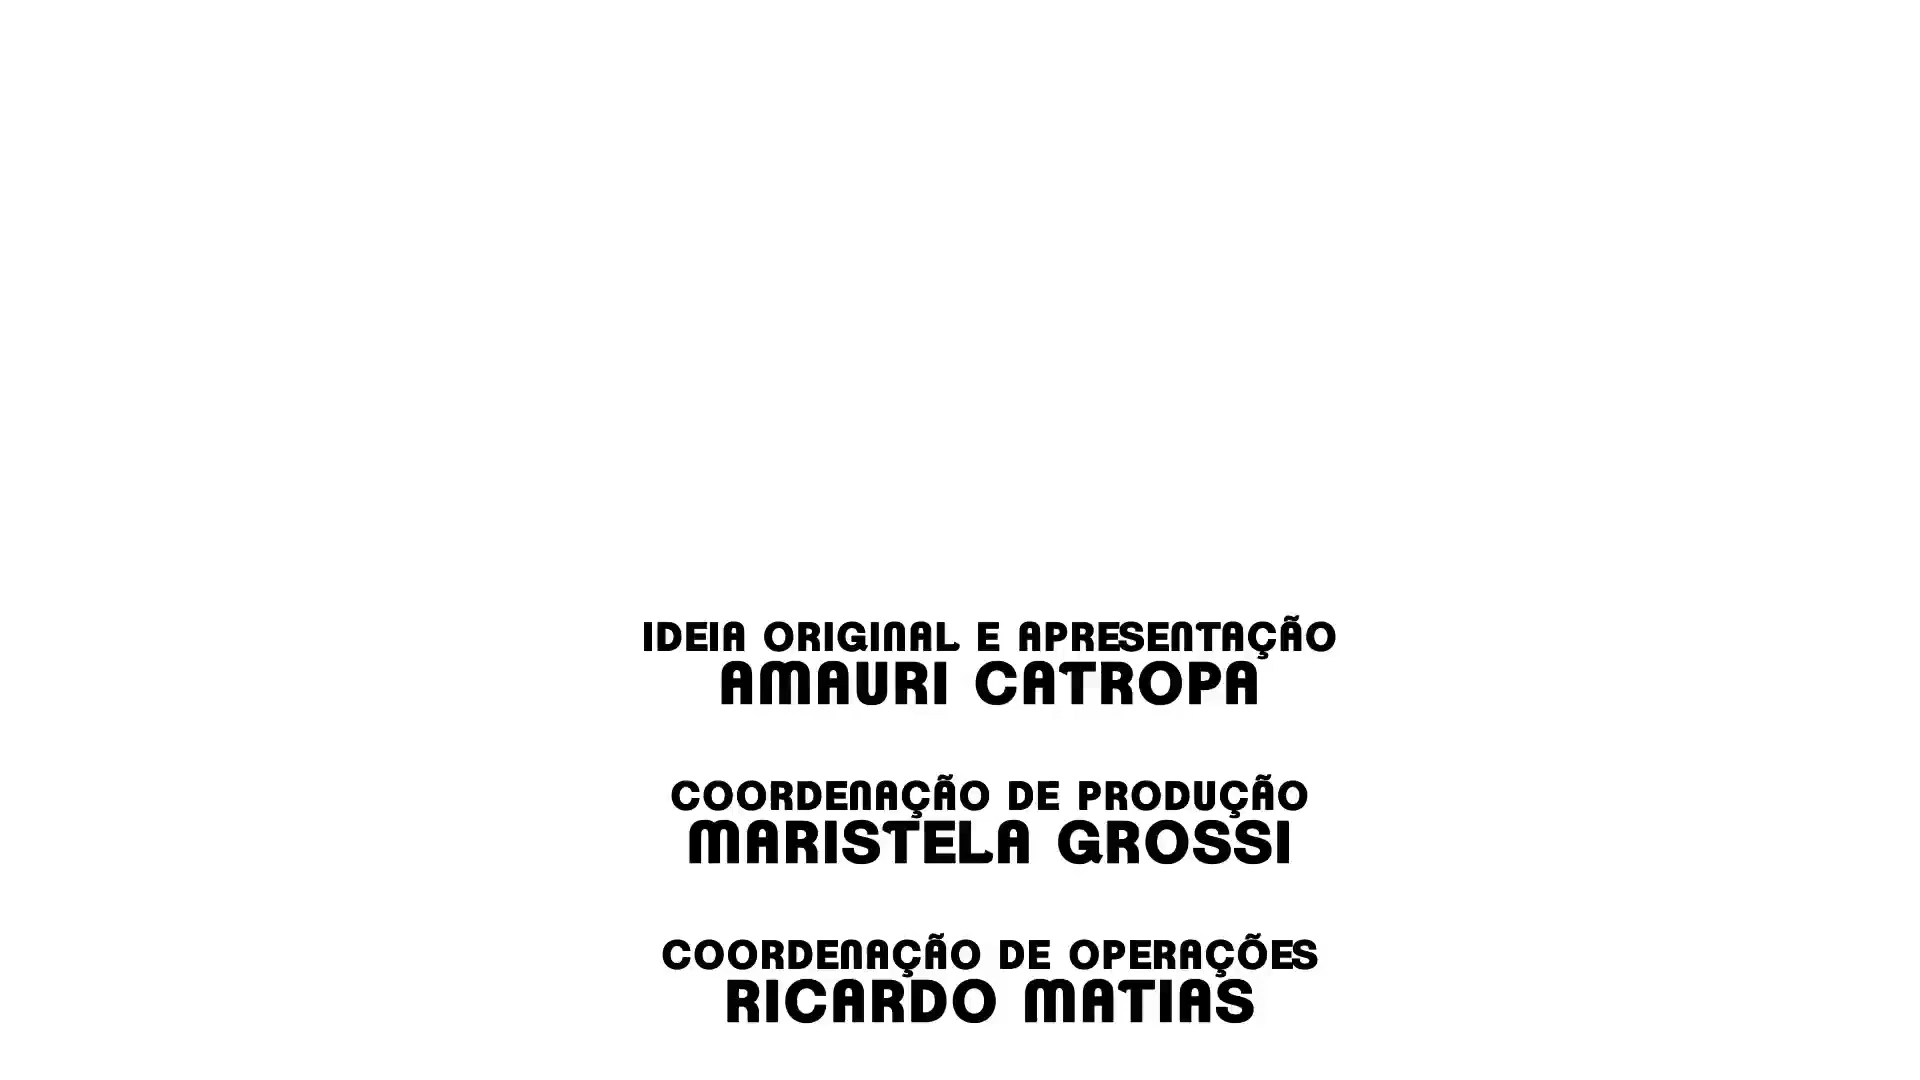 IDEIA ORIGINAL E APRESENTAÇÃO
AMAURI CATROPA
COORDENAÇÃO DE PRODUÇÃO
MARISTELA GROSSI
COORDENAÇÃO DE OPERAÇÕES
RICARDO MATIAS